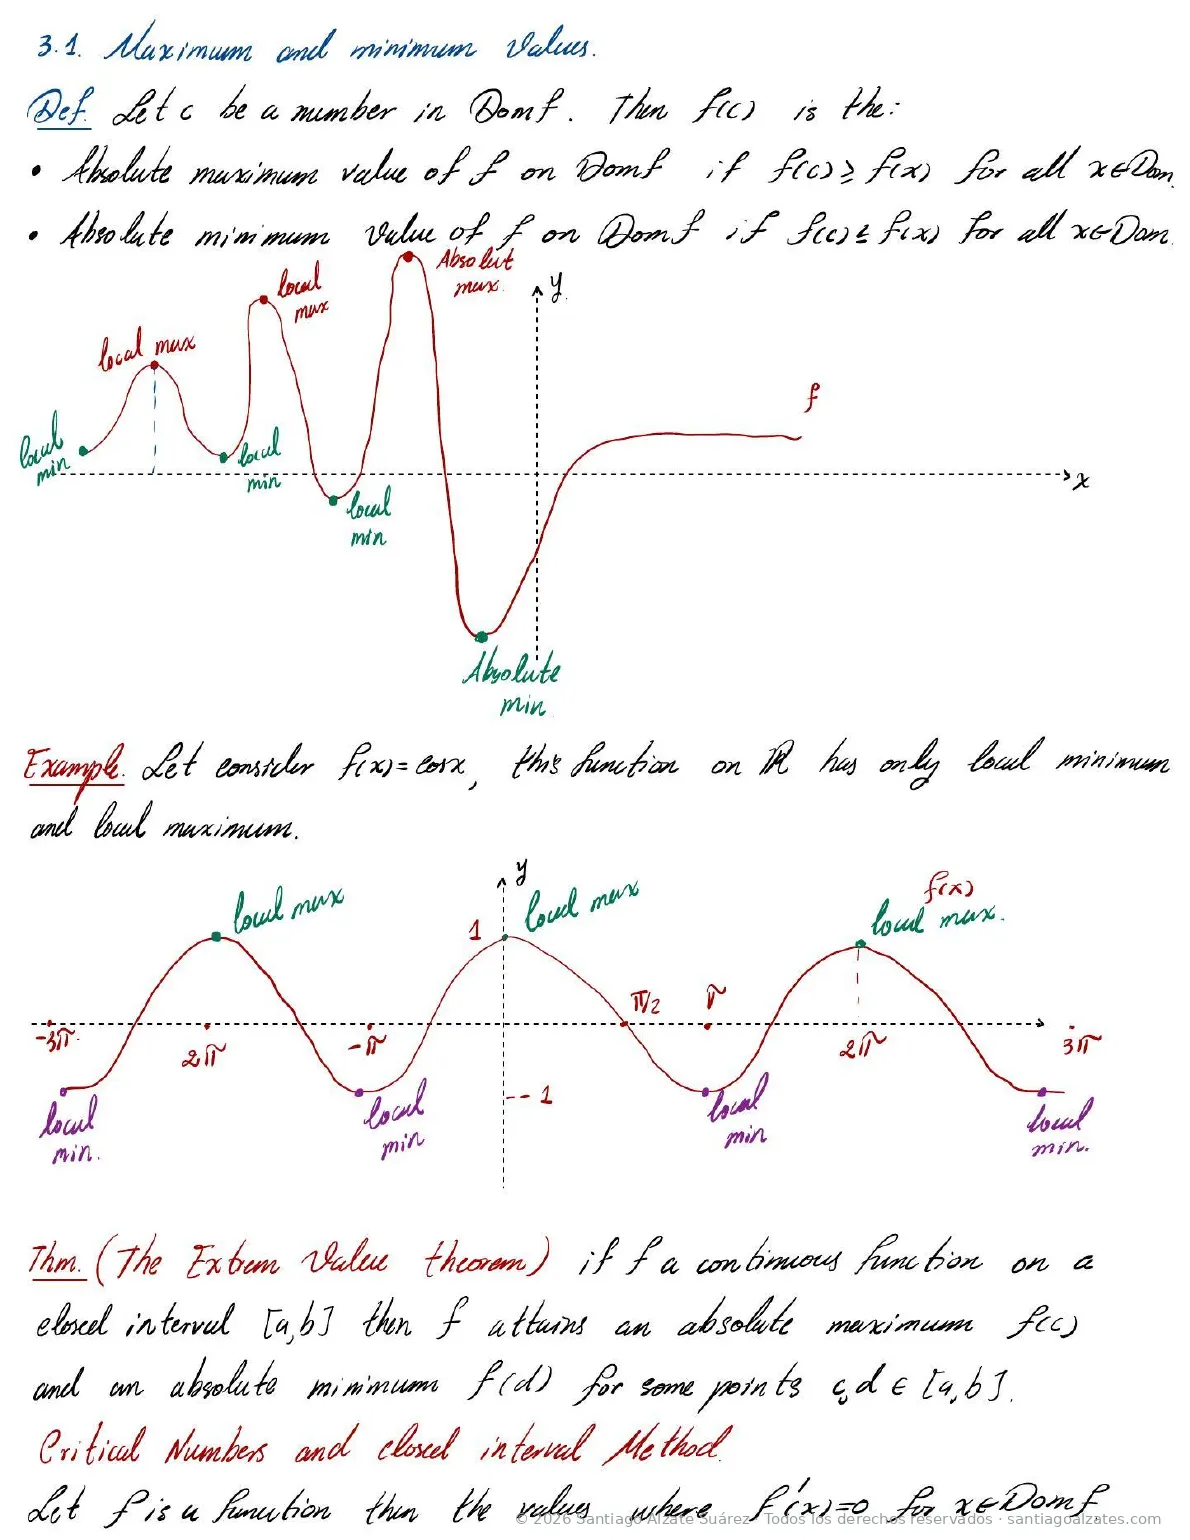 3.1. Maximum and minimum values.
Def. Let c be a number in Dom f. Then f(c) is the:
• Absolute maximum value of f on Dom f if f(c) ≥ f(x) for all x∈Dom
• Absolute minimum value of f on Dom f if f(c) ≤ f(x) for all x∈Dom
Absolut
max.
y
local
max
local max
f
local
min
local
min
x
local
min
Absolute
min
Example. Let consider f(x)=cosx, this function on ℝ has only local minimum
and local maximum.
y
local max
local max
f(x)
local max.
1
π/2
π
-3π
2π
-π
2π
3π
-- 1
local
min.
local
min
local
min
local
min.
Thm. (The Extrem Value theorem) if f a continuous function on a
closed interval [a,b] then f attains an absolute maximum f(c)
and an absolute minimum f(d) for some points c,d ∈ [a,b].
Critical Numbers and closed interval Method.
Let f is a function then the values where f'(x)=0 for x∈Dom f
© 2026 Santiago Alzate Suárez · Todos los derechos reservados · santiagoalzates.com